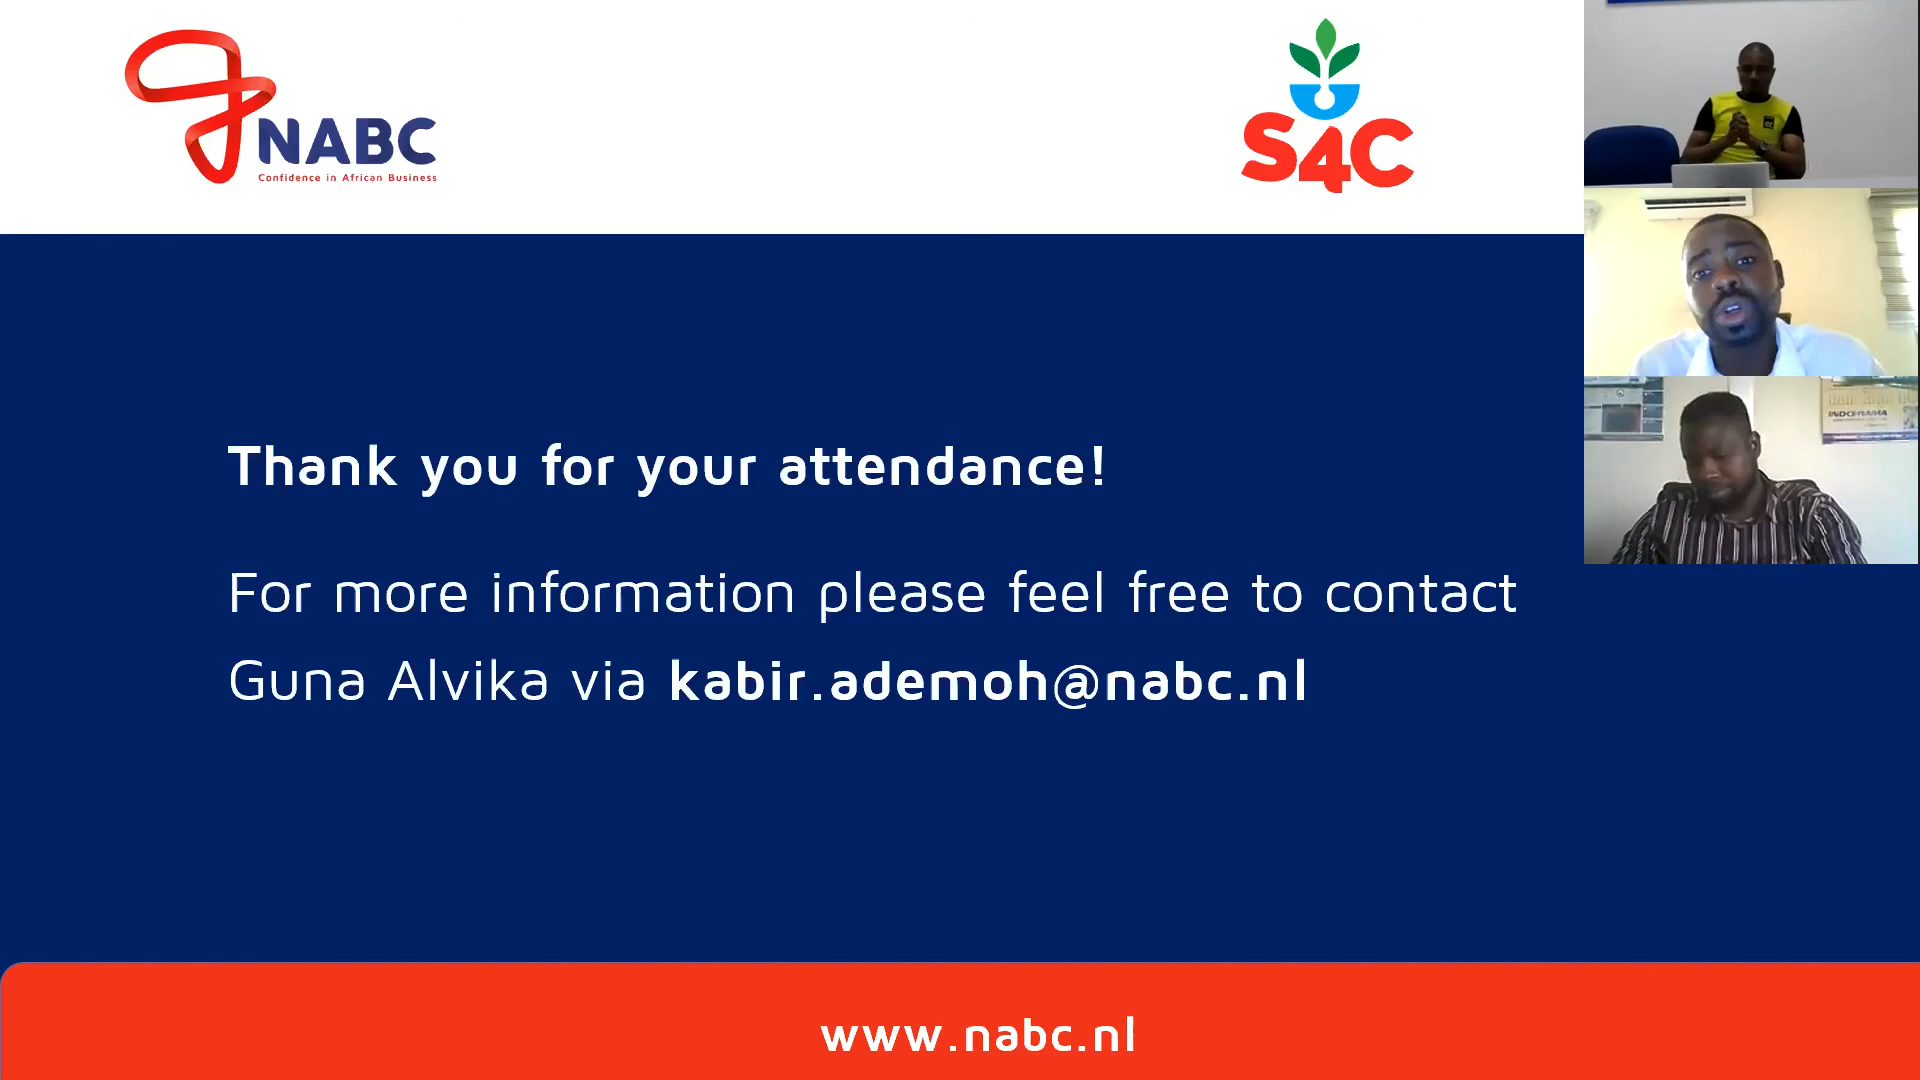 NABC
Confidence in African Business
S4C
INDORAMA
Thank you for your attendance!
For more information please feel free to contact
Guna Alvika via kabir.ademoh@nabc.nl
www.nabc.nl